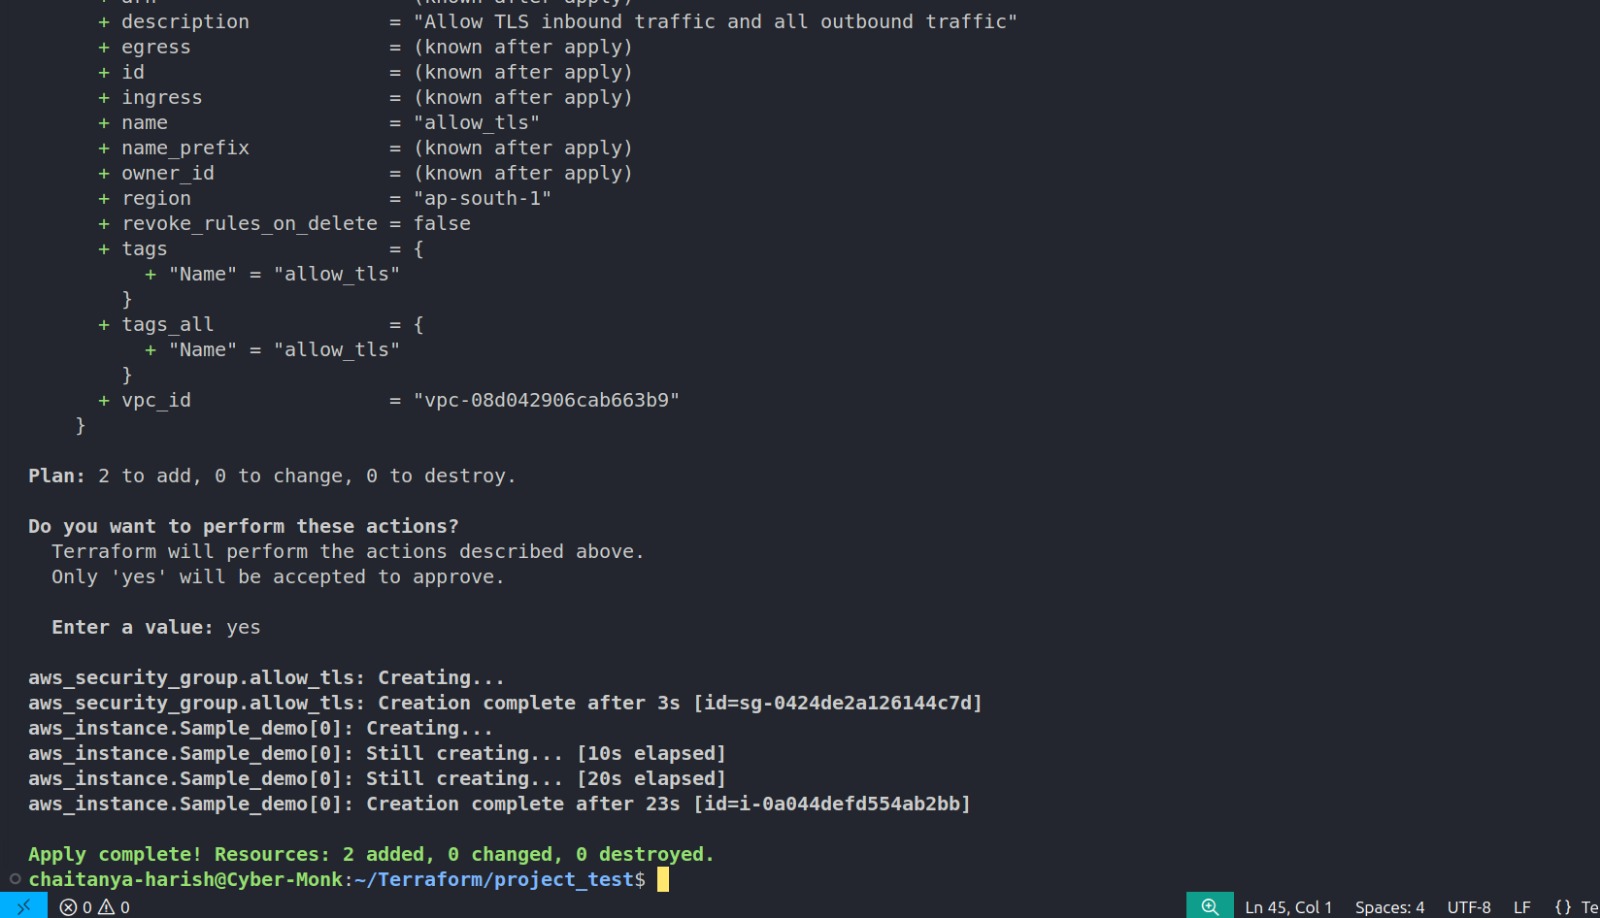 (known after apply)
+ description            = "Allow TLS inbound traffic and all outbound traffic"
+ egress                 = (known after apply)
+ id                     = (known after apply)
+ ingress                = (known after apply)
+ name                   = "allow_tls"
+ name_prefix            = (known after apply)
+ owner_id               = (known after apply)
+ region                 = "ap-south-1"
+ revoke_rules_on_delete = false
+ tags                   = {
+ "Name" = "allow_tls"
}
+ tags_all               = {
+ "Name" = "allow_tls"
}
+ vpc_id                 = "vpc-08d042906cab663b9"
}
Plan: 2 to add, 0 to change, 0 to destroy.
Do you want to perform these actions?
Terraform will perform the actions described above.
Only 'yes' will be accepted to approve.
Enter a value: yes
aws_security_group.allow_tls: Creating...
aws_security_group.allow_tls: Creation complete after 3s [id=sg-0424de2a126144c7d]
aws_instance.Sample_demo[0]: Creating...
aws_instance.Sample_demo[0]: Still creating... [10s elapsed]
aws_instance.Sample_demo[0]: Still creating... [20s elapsed]
aws_instance.Sample_demo[0]: Creation complete after 23s [id=i-0a044defd554ab2bb]
Apply complete! Resources: 2 added, 0 changed, 0 destroyed.
chaitanya-harish@Cyber-Monk:~/Terraform/project_test$
0 0 Ln 45, Col 1 Spaces: 4 UTF-8 LF {} Te